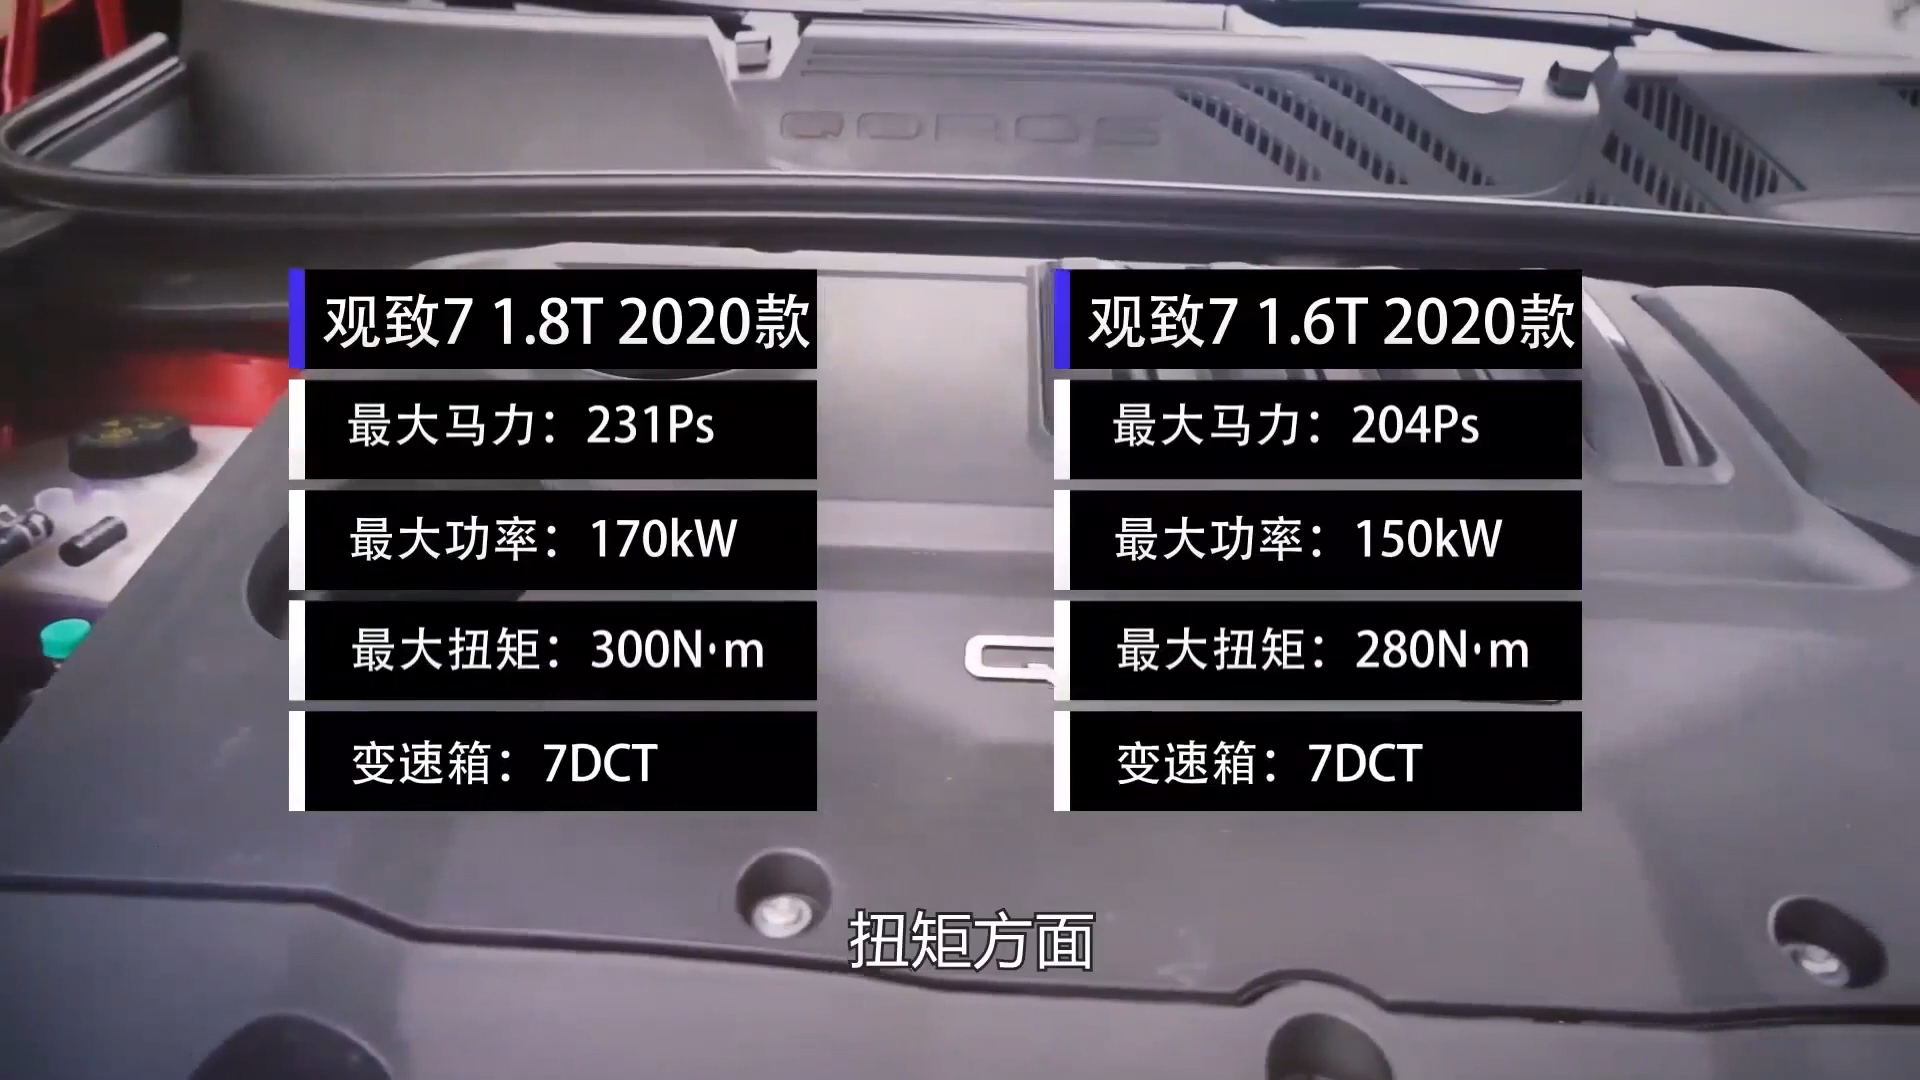 QOROS
观致7 1.8T 2020款
最大马力：231Ps
最大功率：170kW
最大扭矩：300N·m
变速箱：7DCT
观致7 1.6T 2020款
最大马力：204Ps
最大功率：150kW
最大扭矩：280N·m
变速箱：7DCT
扭矩方面